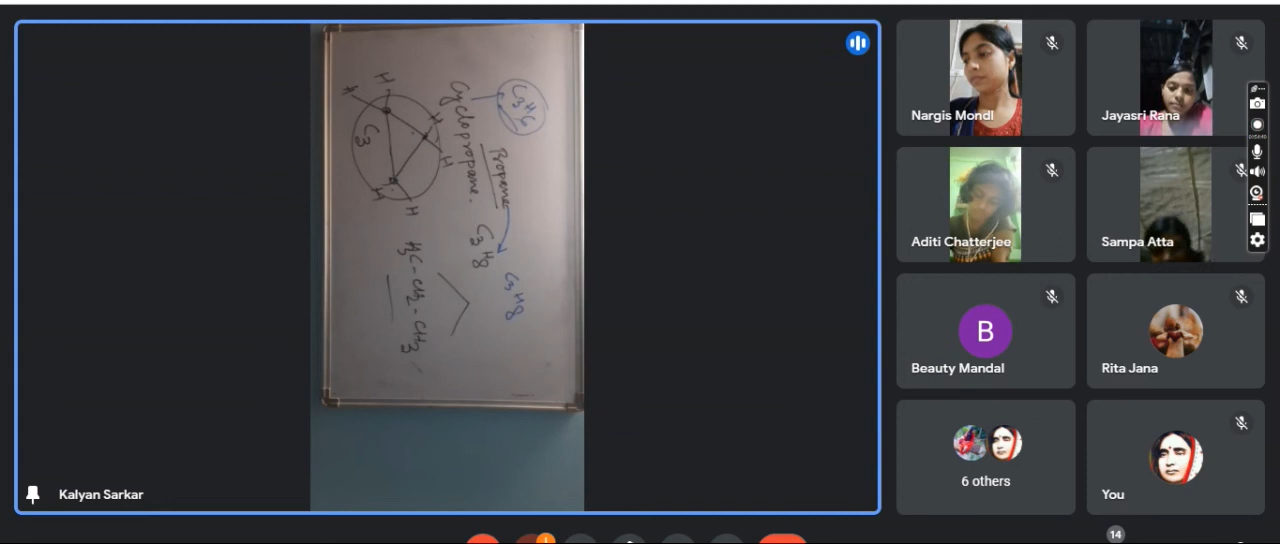 C3H6
Propane
Cyclopropane.
C3H8
C3H8
H
H
H
H
H
H
C3
H3C-CH2-CH3
Kalyan Sarkar
Nargis Mondl
Jayasri Rana
Aditi Chatterjee
Sampa Atta
B
Beauty Mandal
Rita Jana
6 others
You
14